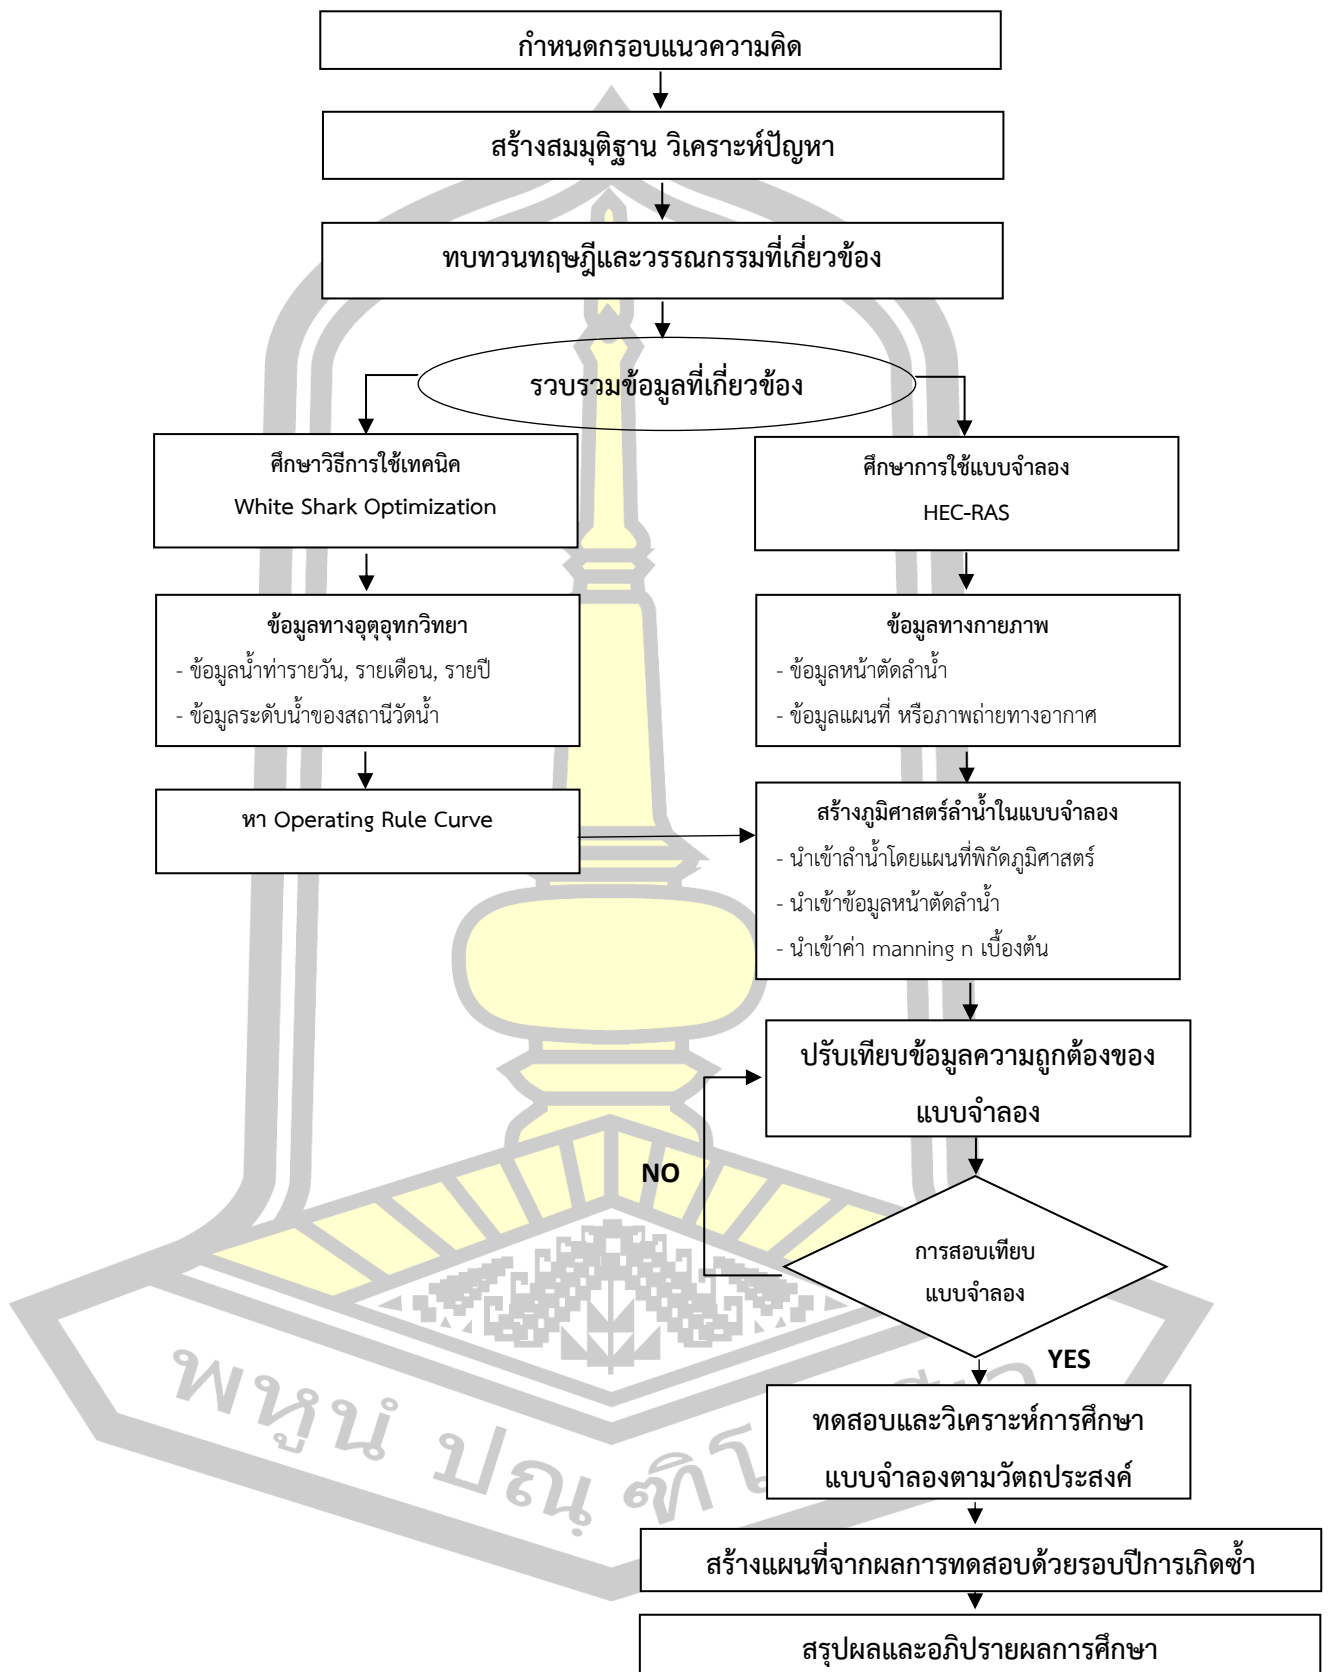 กำหนดกรอบแนวความคิด
สร้างสมมุติฐาน วิเคราะห์ปัญหา
ทบทวนทฤษฎีและวรรณกรรมที่เกี่ยวข้อง
รวบรวมข้อมูลที่เกี่ยวข้อง
ศึกษาวิธีการใช้เทคนิค
White Shark Optimization
ศึกษาการใช้แบบจำลอง
HEC-RAS
ข้อมูลทางอุตุอุทกวิทยา
- ข้อมูลน้ำท่ารายวัน, รายเดือน, รายปี
- ข้อมูลระดับน้ำของสถานีวัดน้ำ
ข้อมูลทางกายภาพ
- ข้อมูลหน้าตัดลำน้ำ
- ข้อมูลแผนที่ หรือภาพถ่ายทางอากาศ
หา Operating Rule Curve
สร้างภูมิศาสตร์ลำน้ำในแบบจำลอง
- นำเข้าลำน้ำโดยแผนที่พิกัดภูมิศาสตร์
- นำเข้าข้อมูลหน้าตัดลำน้ำ
- นำเข้าค่า manning n เบื้องต้น
ปรับเทียบข้อมูลความถูกต้องของ
แบบจำลอง
NO
การสอบเทียบ
แบบจำลอง
YES
ทดสอบและวิเคราะห์การศึกษา
แบบจำลองตามวัตถุประสงค์
สร้างแผนที่จากผลการทดสอบด้วยรอบปีการเกิดซ้ำ
สรุปผลและอภิปรายผลการศึกษา
พหูนํ ปณฺ ฑิโ